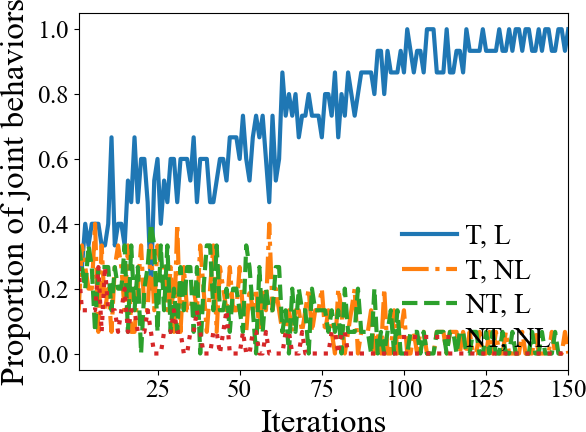 Proportion of joint behaviors
1.0
0.8
0.6
0.4
0.2
0.0
T, L
T, NL
NT, L
NT, NL
25 50 75 100 125 150
Iterations